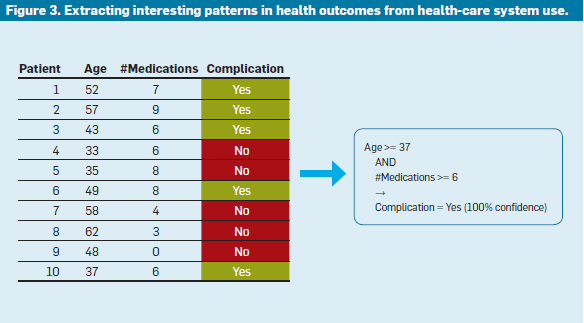 Figure 3. Extracting interesting patterns in health outcomes from health-care system use.
Patient Age #Medications Complication
1 52 7 Yes
2 57 9 Yes
3 43 6 Yes
4 33 6 No
5 35 8 No
6 49 8 Yes
7 58 4 No
8 62 3 No
9 48 0 No
10 37 6 Yes
Age >= 37
AND
#Medications >= 6
→
Complication = Yes (100% confidence)